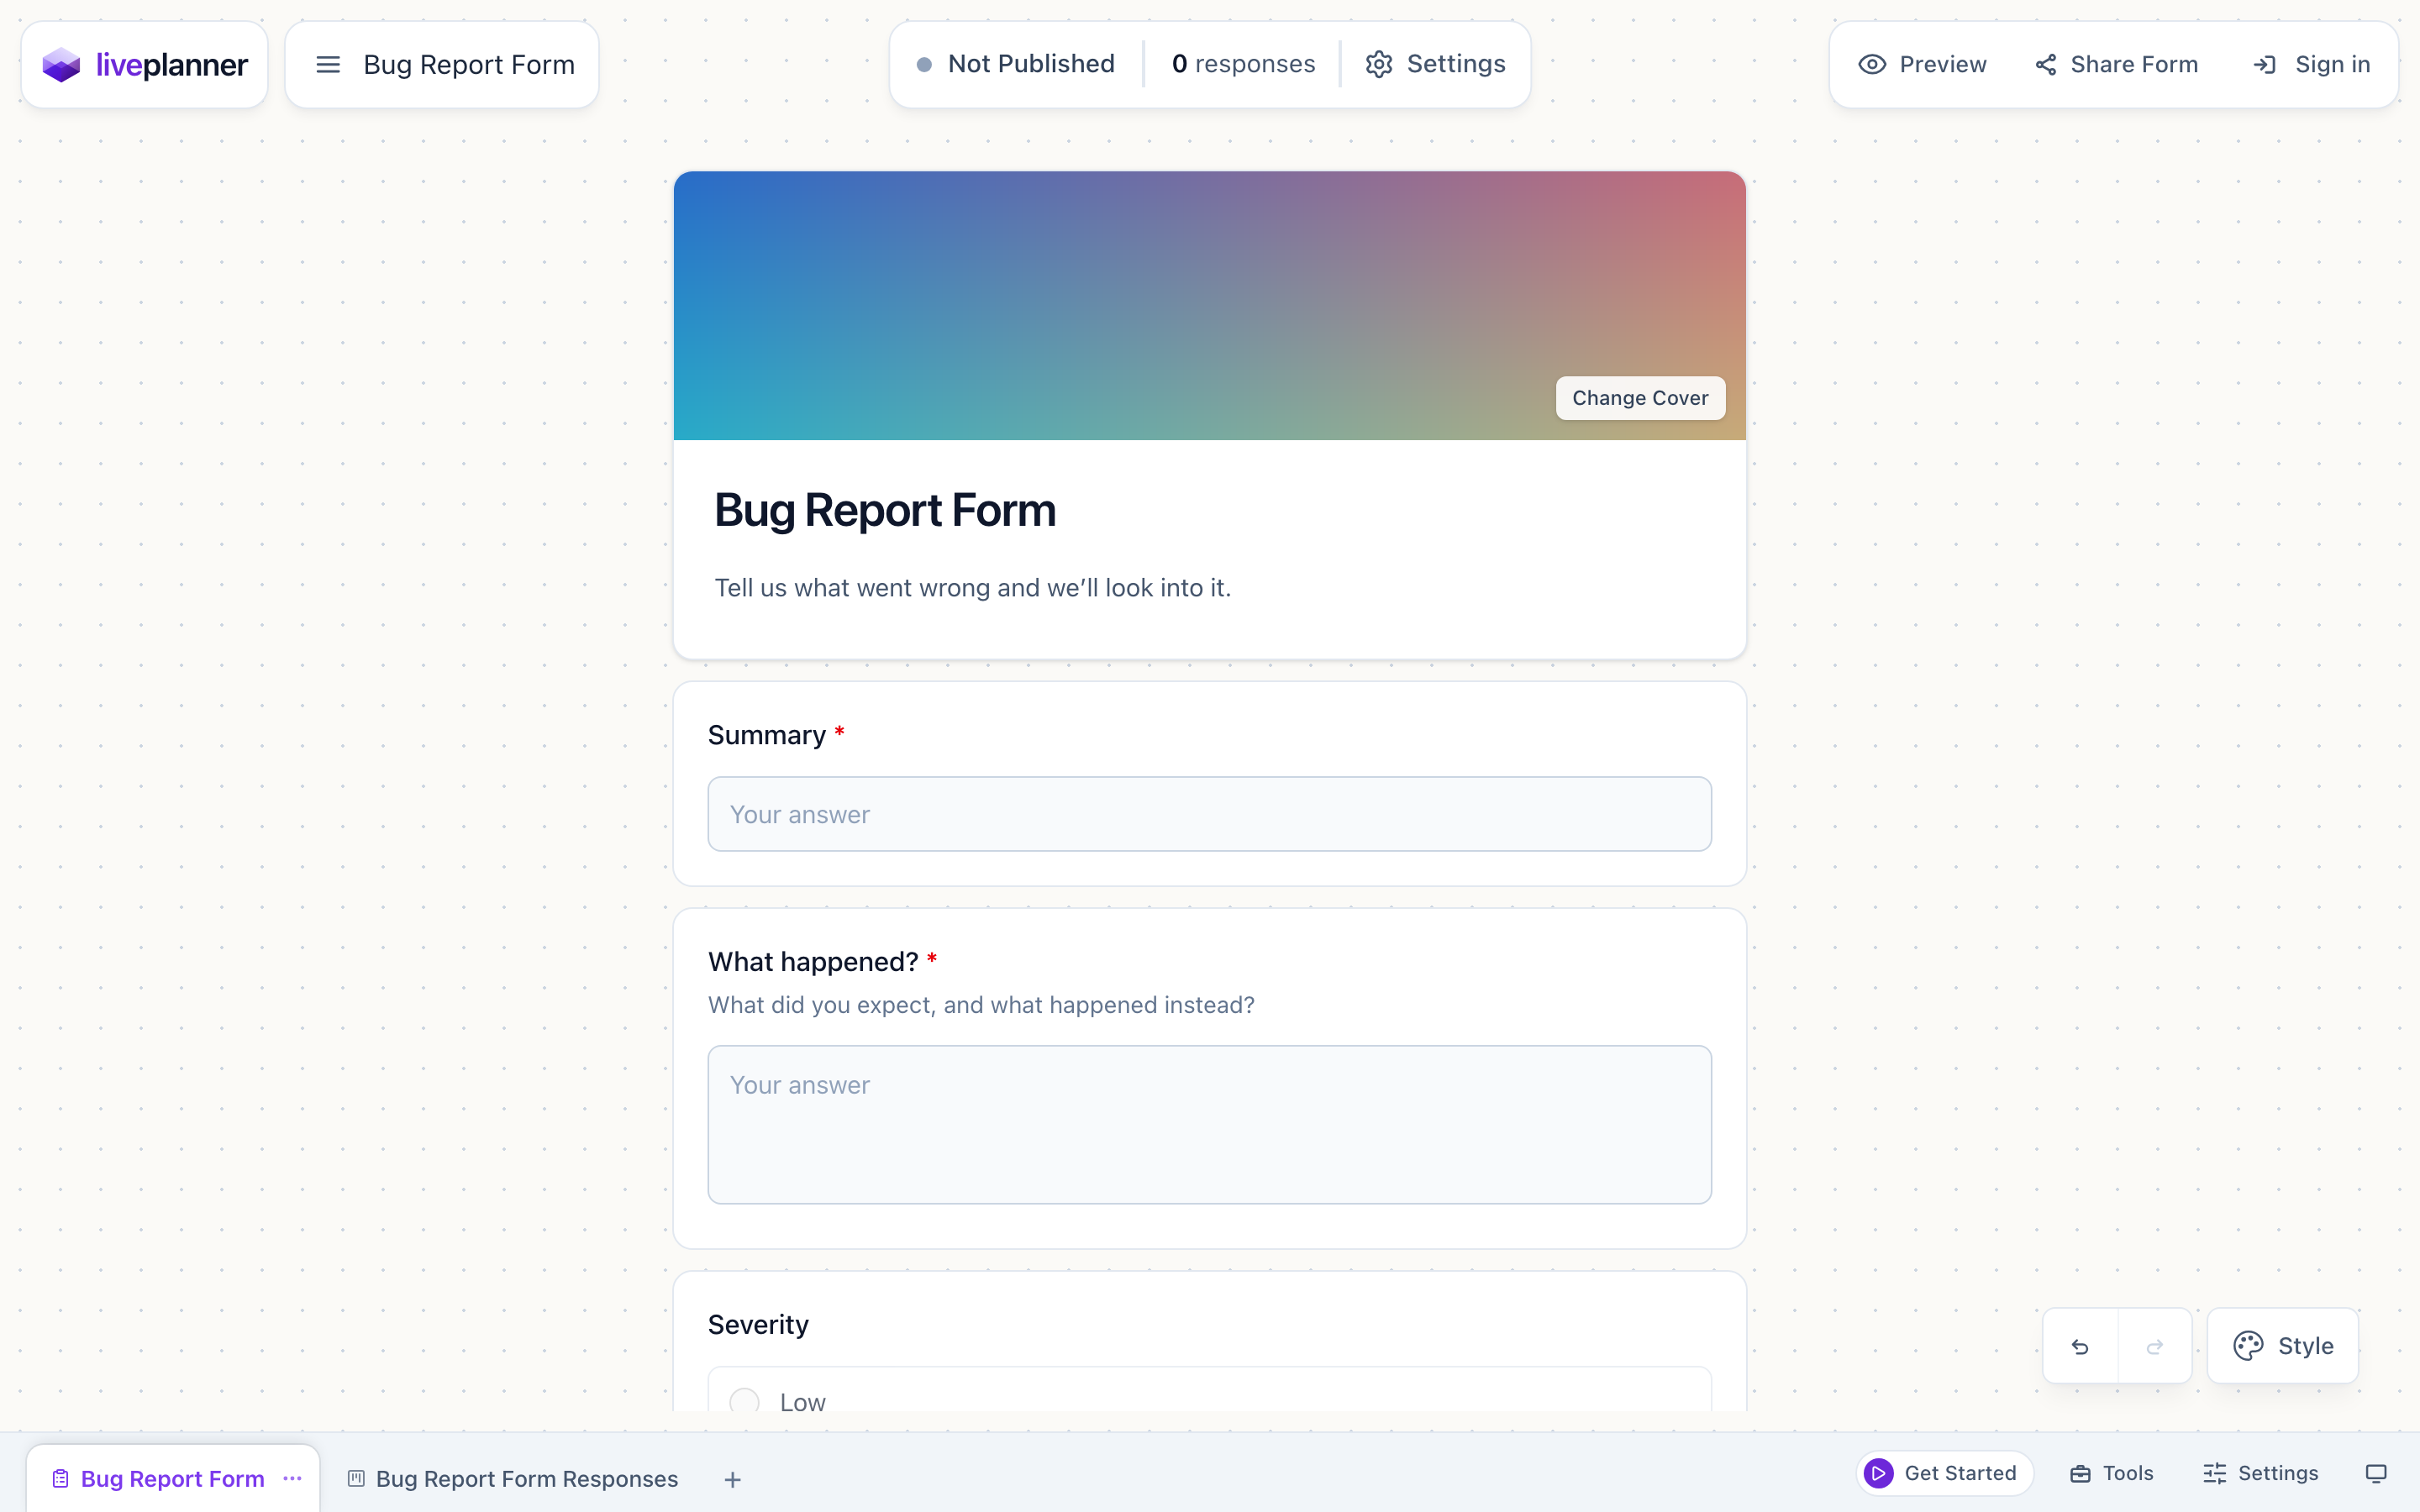 liveplanner
Bug Report Form
Not Published
0 responses
Settings
Preview
Share Form
Sign in
Change Cover
Bug Report Form
Tell us what went wrong and we’ll look into it.
Summary *
Your answer
What happened? *
What did you expect, and what happened instead?
Your answer
Severity
Low
Style
Bug Report Form
Bug Report Form Responses
Get Started
Tools
Settings